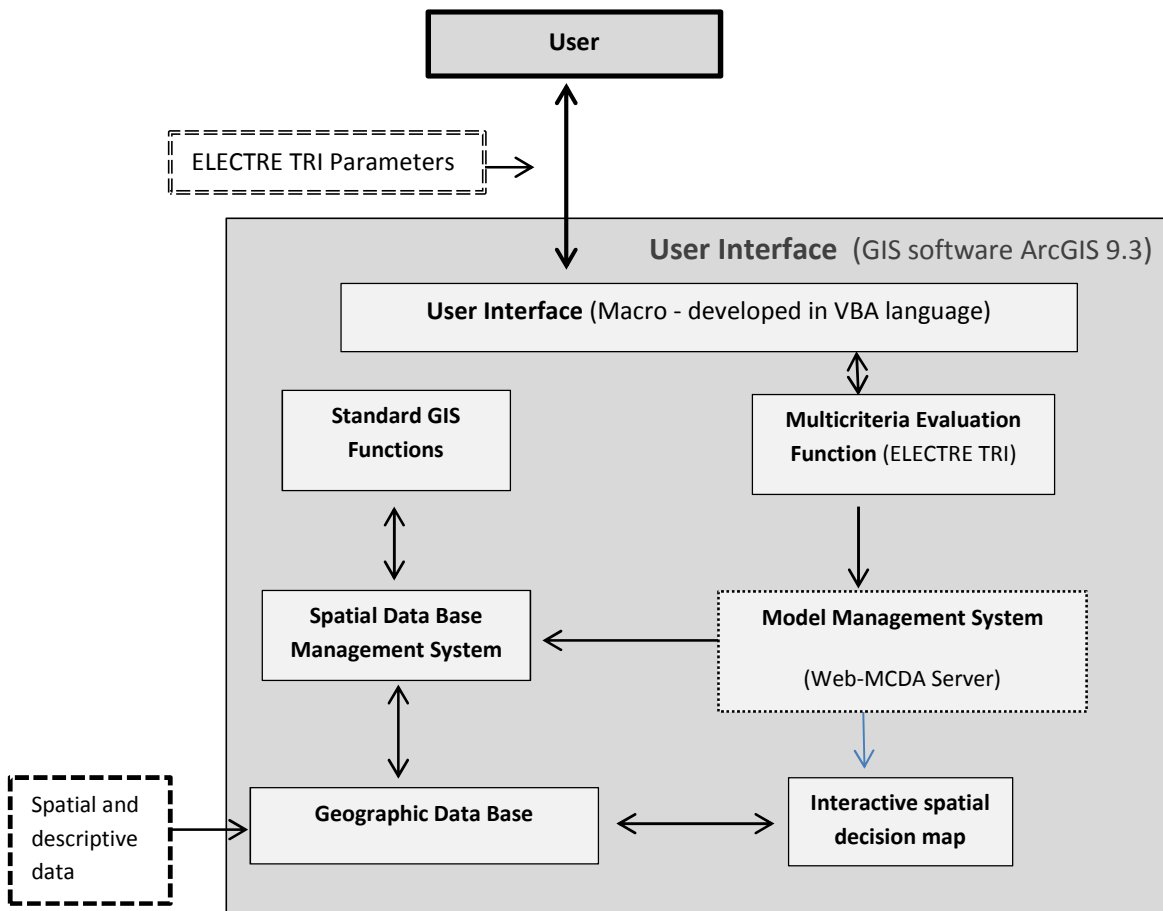 User
ELECTRE TRI Parameters
User Interface (GIS software ArcGIS 9.3)
User Interface (Macro - developed in VBA language)
Standard GIS
Functions
Multicriteria Evaluation
Function (ELECTRE TRI)
Spatial Data Base
Management System
Model Management System
(Web-MCDA Server)
Spatial and
descriptive
data
Geographic Data Base
Interactive spatial
decision map